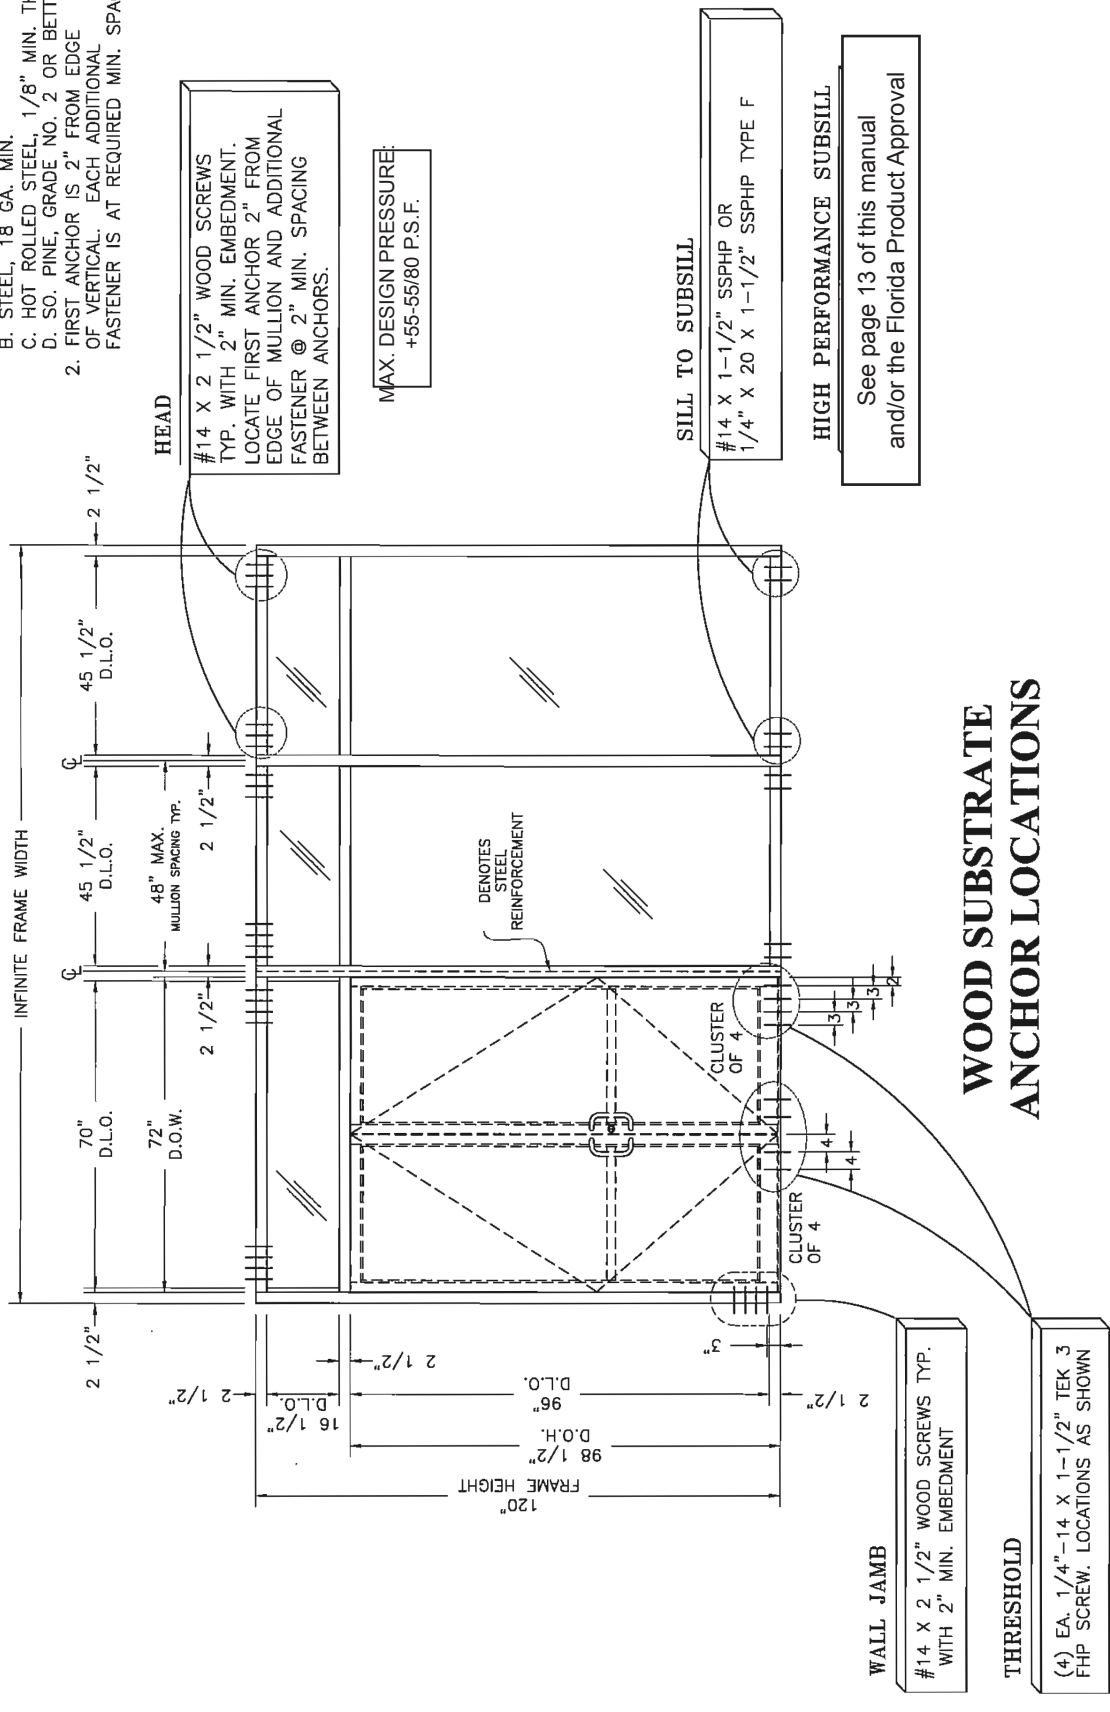 B. STEEL, 18 GA. MIN.
C. HOT ROLLED STEEL, 1/8" MIN.
D. SO. PINE, GRADE NO. 2 OR
2. FIRST ANCHOR IS 2" FROM EDGE
OF VERTICAL. EACH ADDITIONAL
FASTENER IS AT REQUIRED MIN.
HEAD
#14 X 2 1/2" WOOD SCREWS
TYP. WITH 2" MIN. EMBEDMENT.
LOCATE FIRST ANCHOR 2" FROM
EDGE OF MULLION AND ADDITIONAL
FASTENER @ 2" MIN. SPACING
BETWEEN ANCHORS.
MAX. DESIGN PRESSURE:
+55-55/80 P.S.F.
SILL TO SUBSILL
#14 X 1-1/2" SSPHP OR
1/4" X 20 X 1-1/2" SSPHP TYPE F
HIGH PERFORMANCE SUBSILL
See page 13 of this manual
and/or the Florida Product Approval
INFINITE FRAME WIDTH
2 1/2"
70"
D.L.O.
72"
D.O.W.
2 1/2"
45 1/2"
D.L.O.
48" MAX.
MULLION SPACING TYP.
2 1/2"
45 1/2"
D.L.O.
2 1/2"
CL
CL
DENOTES
STEEL
REINFORCEMENT
CLUSTER
OF 4
CLUSTER
OF 4
4
4
3
3
3
2
2 1/2"
16 1/2"
D.L.O.
2 1/2"
96"
D.L.O.
98 1/2"
D.O.H.
120"
FRAME HEIGHT
3"
2 1/2"
WALL JAMB
#14 X 2 1/2" WOOD SCREWS TYP.
WITH 2" MIN. EMBEDMENT
THRESHOLD
(4) EA. 1/4"-14 X 1-1/2" TEK 3
FHP SCREW. LOCATIONS AS SHOWN
WOOD SUBSTRATE
ANCHOR LOCATIONS